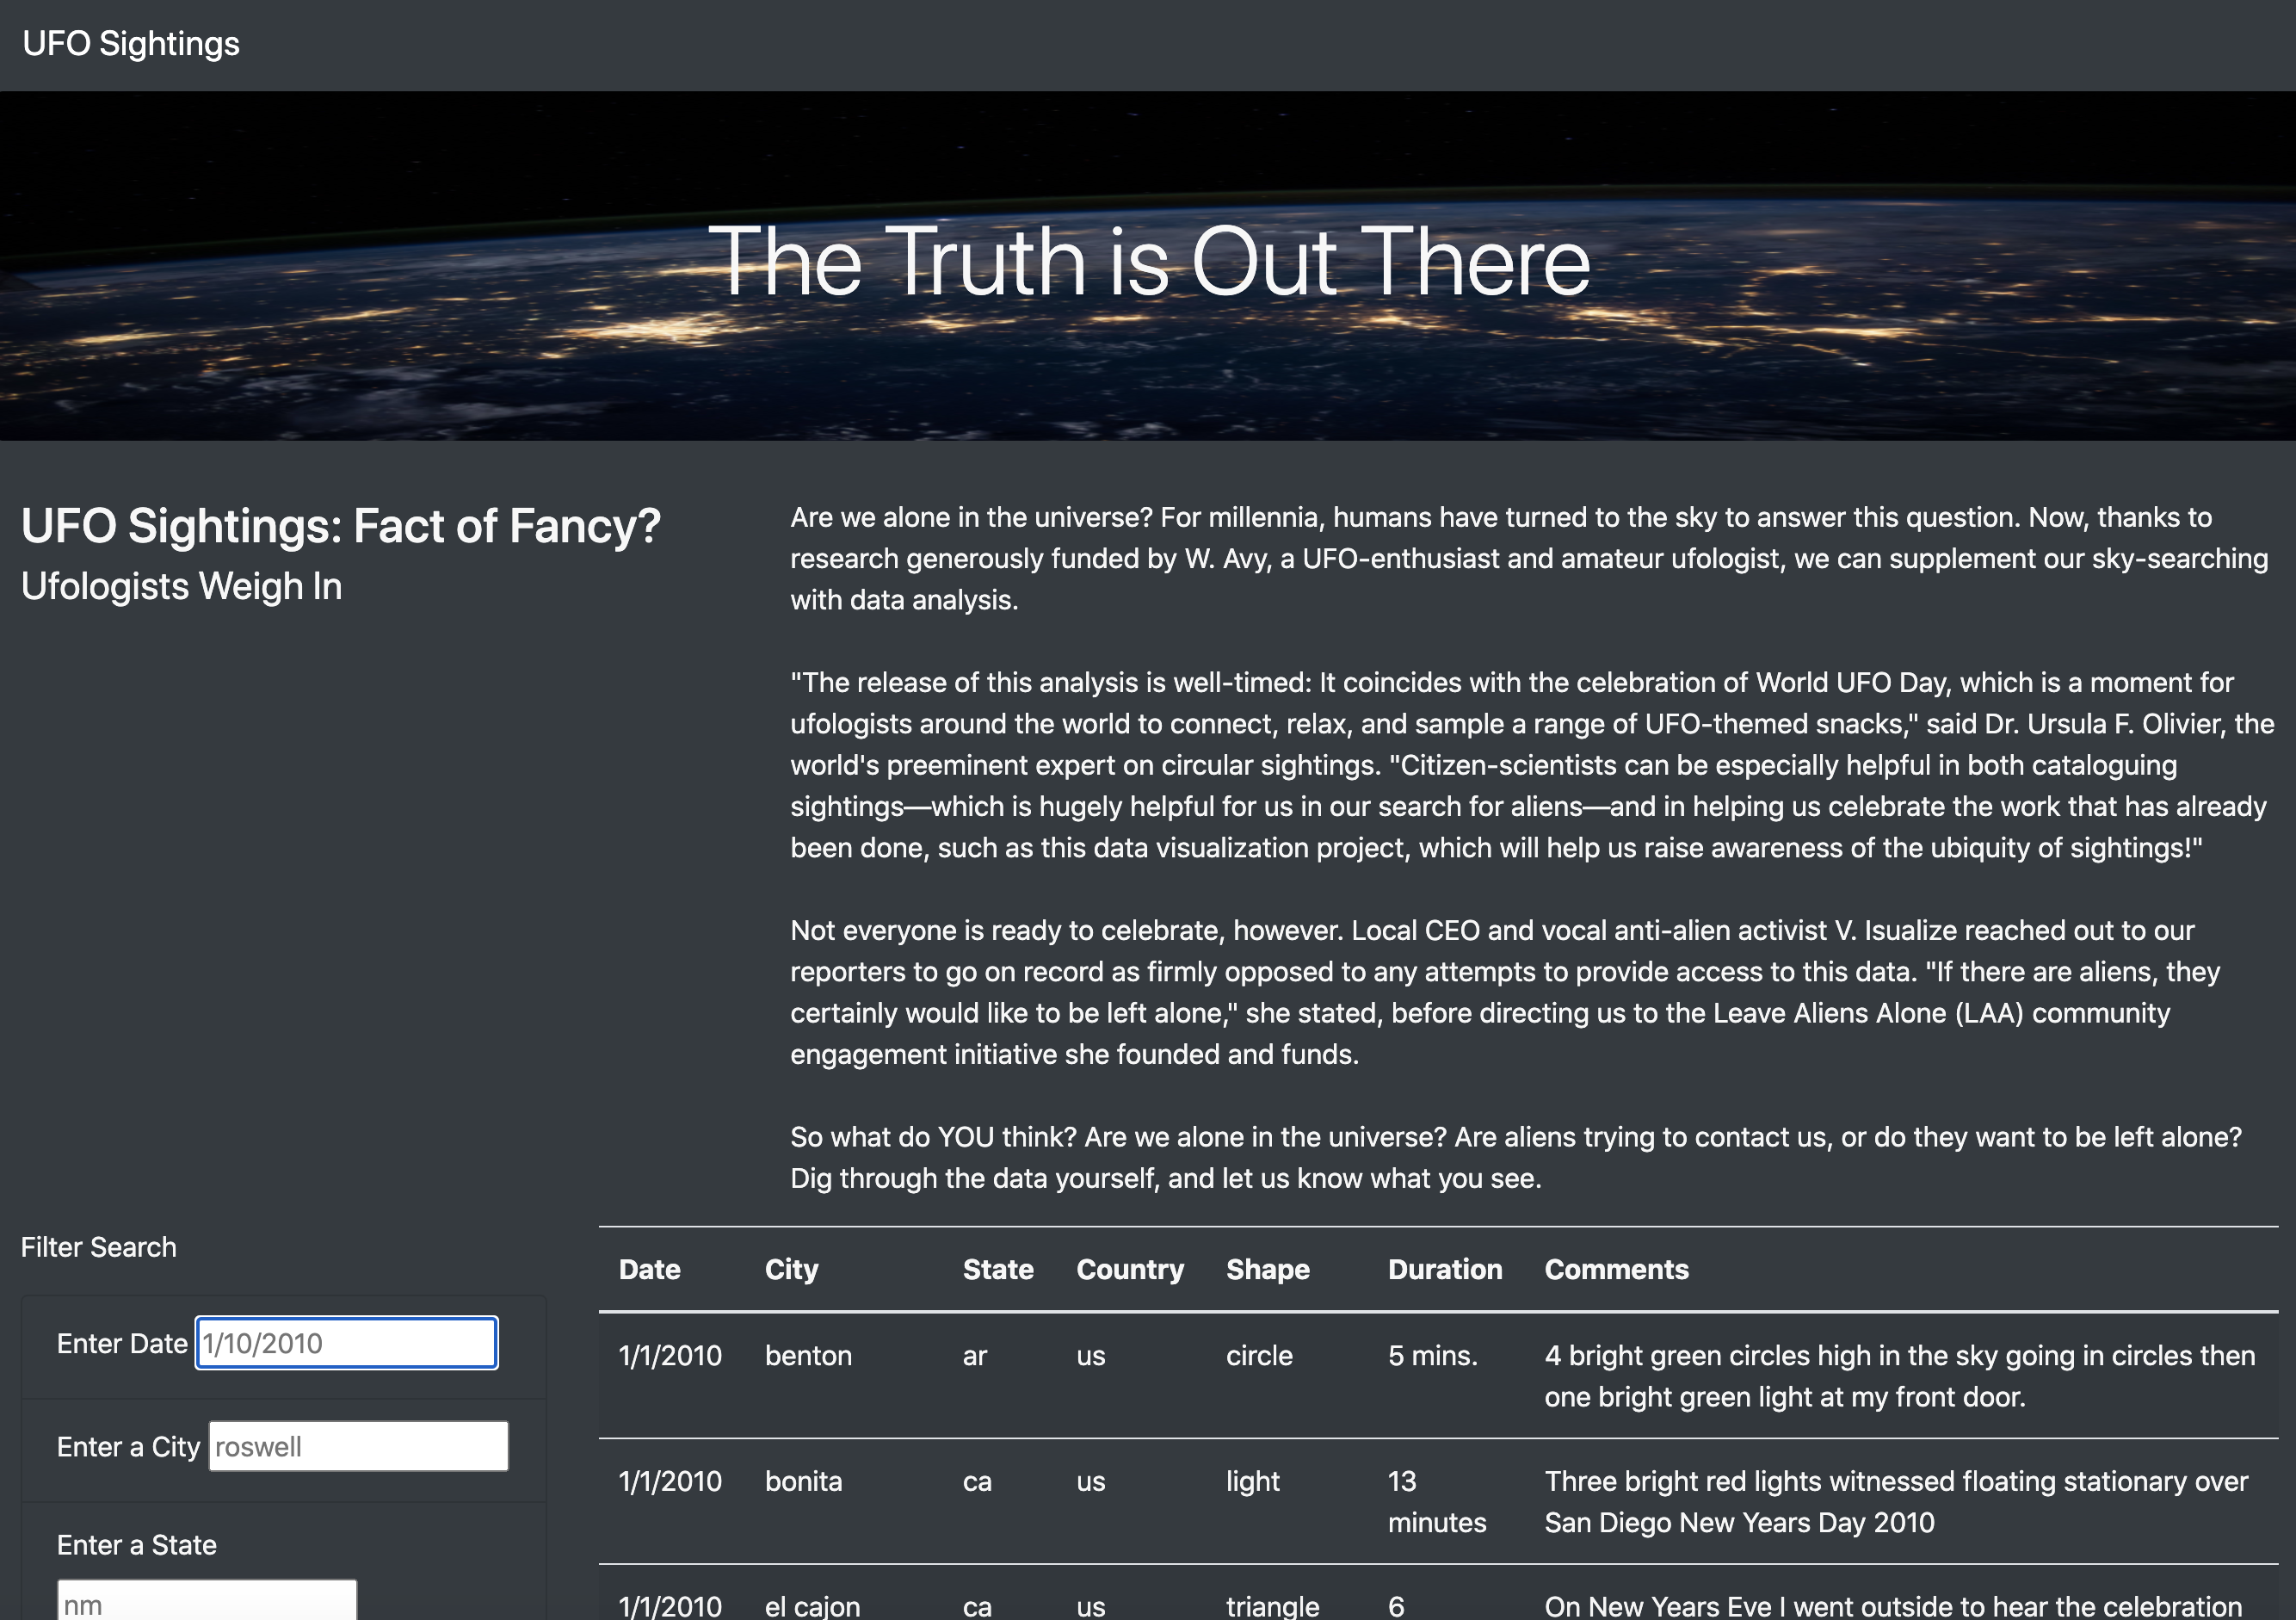 UFO Sightings
The Truth is Out There
UFO Sightings: Fact of Fancy?
Ufologists Weigh In
Are we alone in the universe? For millennia, humans have turned to the sky to answer this question. Now, thanks to
research generously funded by W. Avy, a UFO-enthusiast and amateur ufologist, we can supplement our sky-searching
with data analysis.
"The release of this analysis is well-timed: It coincides with the celebration of World UFO Day, which is a moment for
ufologists around the world to connect, relax, and sample a range of UFO-themed snacks," said Dr. Ursula F. Olivier, the
world's preeminent expert on circular sightings. "Citizen-scientists can be especially helpful in both cataloguing
sightings—which is hugely helpful for us in our search for aliens—and in helping us celebrate the work that has already
been done, such as this data visualization project, which will help us raise awareness of the ubiquity of sightings!"
Not everyone is ready to celebrate, however. Local CEO and vocal anti-alien activist V. Isualize reached out to our
reporters to go on record as firmly opposed to any attempts to provide access to this data. "If there are aliens, they
certainly would like to be left alone," she stated, before directing us to the Leave Aliens Alone (LAA) community
engagement initiative she founded and funds.
So what do YOU think? Are we alone in the universe? Are aliens trying to contact us, or do they want to be left alone?
Dig through the data yourself, and let us know what you see.
Filter Search
Enter Date 1/10/2010
Enter a City roswell
Enter a State
nm
Date City State Country Shape Duration Comments
1/1/2010 benton ar us circle 5 mins. 4 bright green circles high in the sky going in circles then
one bright green light at my front door.
1/1/2010 bonita ca us light 13 Three bright red lights witnessed floating stationary over
minutes San Diego New Years Day 2010
1/1/2010 el cajon ca us triangle 6 On New Years Eve I went outside to hear the celebration